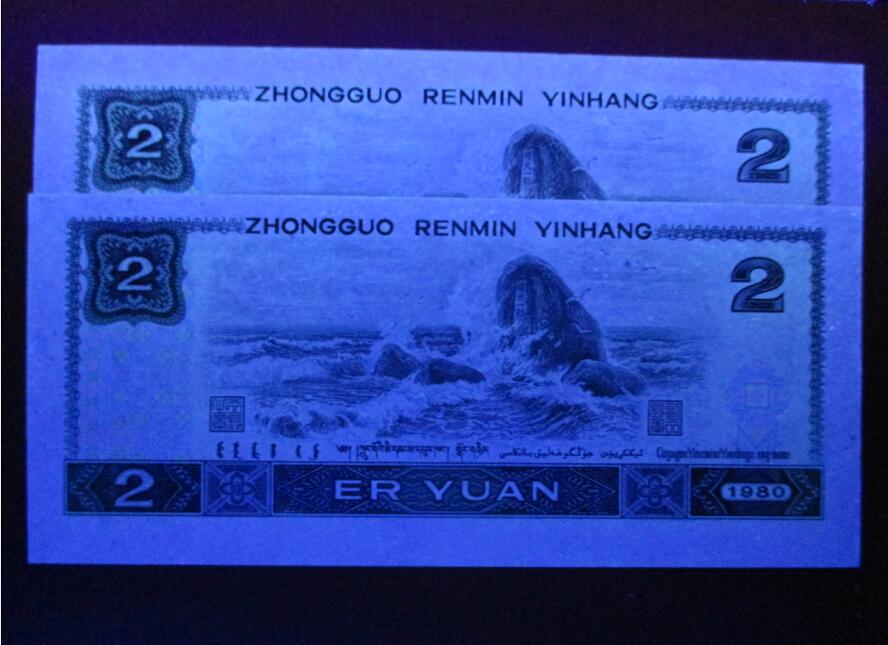 ZHONGGUO RENMIN YINHANG
2 2
ZHONGGUO RENMIN YINHANG
2 2
2 ER YUAN 1980